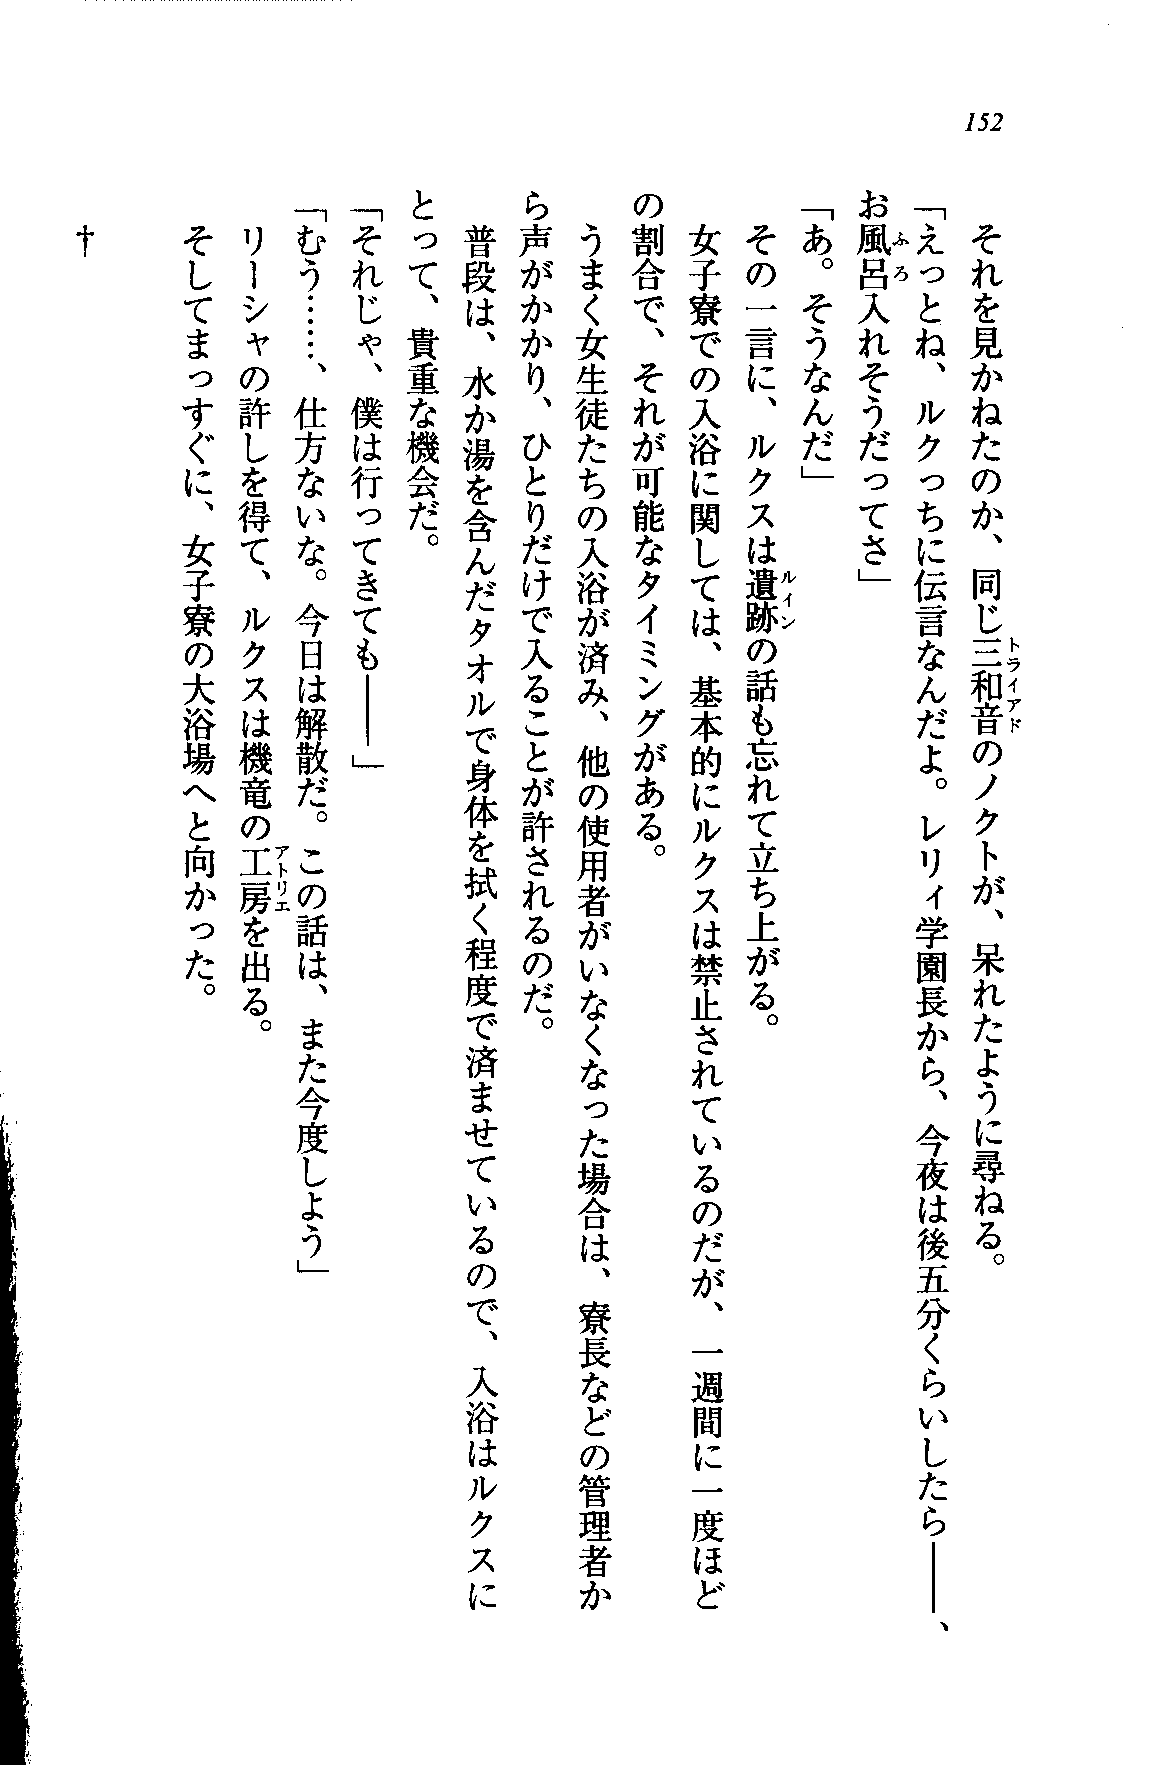 152
それを見かねたのか、同じ三和音のノクトが、呆れたように尋ねる。
「えっとね、ルクっちに伝言なんだよ。レリィ学園長から、今夜は後五分くらいしたら――、
お風呂入れそうだってさ」
「あ。そうなんだ」
その一言に、ルクスは遺跡の話も忘れて立ち上がる。
女子寮での入浴に関しては、基本的にルクスは禁止されているのだが、一週間に一度ほど
の割合で、それが可能なタイミングがある。
うまく女生徒たちの入浴が済み、他の使用者がいなくなった場合は、寮長などの管理者か
ら声がかかり、ひとりだけで入ることが許されるのだ。
普段は、水か湯を含んだタオルで身体を拭く程度で済ませているので、入浴はルクスに
とって、貴重な機会だ。
「それじゃ、僕は行ってきても――」
「むう……、仕方ないな。今日は解散だ。この話は、また今度しよう」
リーシャの許しを得て、ルクスは機竜の工房を出る。
そしてまっすぐに、女子寮の大浴場へと向かった。
†
トライアド
ふろ
ルイン
アトリエ